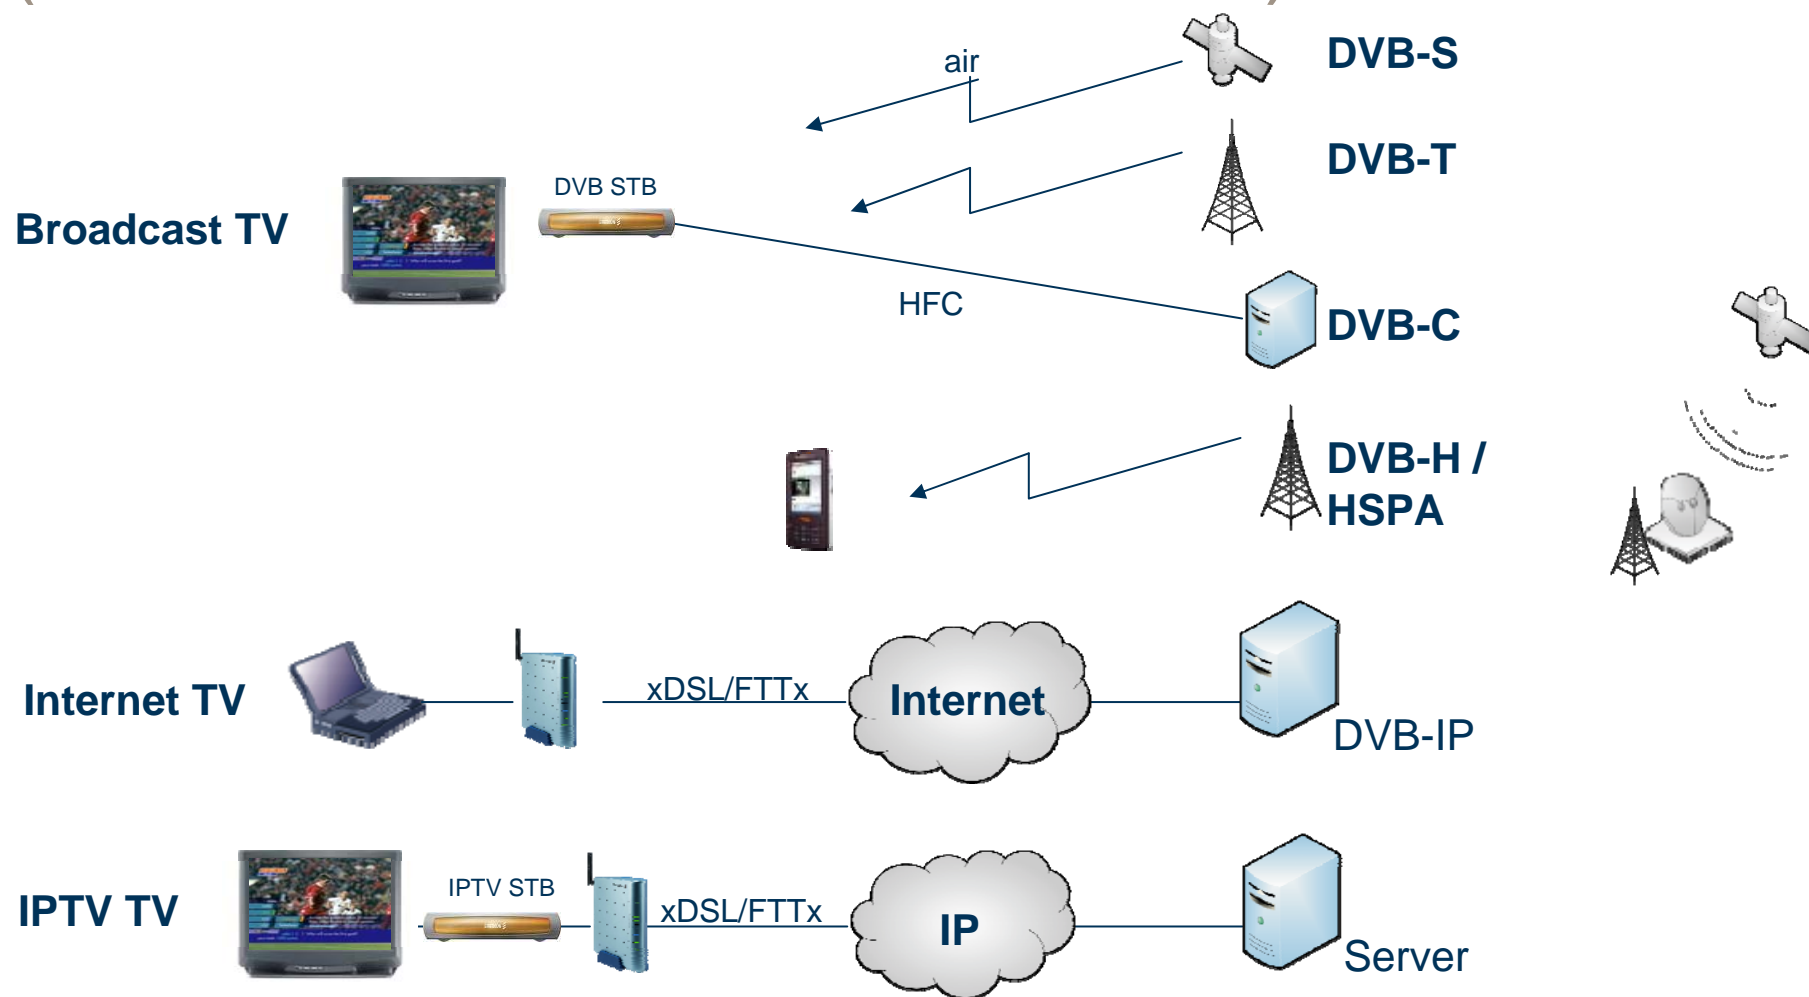 air
DVB-S
DVB-T
DVB STB
Broadcast TV
HFC
DVB-C
DVB-H /
HSPA
Internet TV
xDSL/FTTx
Internet
DVB-IP
IPTV TV
IPTV STB
xDSL/FTTx
IP
Server